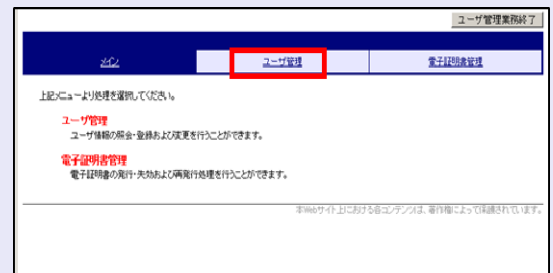 ユーザ管理業務終了
メイン
ユーザ管理
電子証明書管理
上記メニューより処理を選択してください。
ユーザ管理
ユーザ情報の照会・登録および変更を行うことができます。
電子証明書管理
電子証明書の発行・失効および再発行処理を行うことができます。
本Webサイト上における各コンテンツは、著作権によって保護されています。